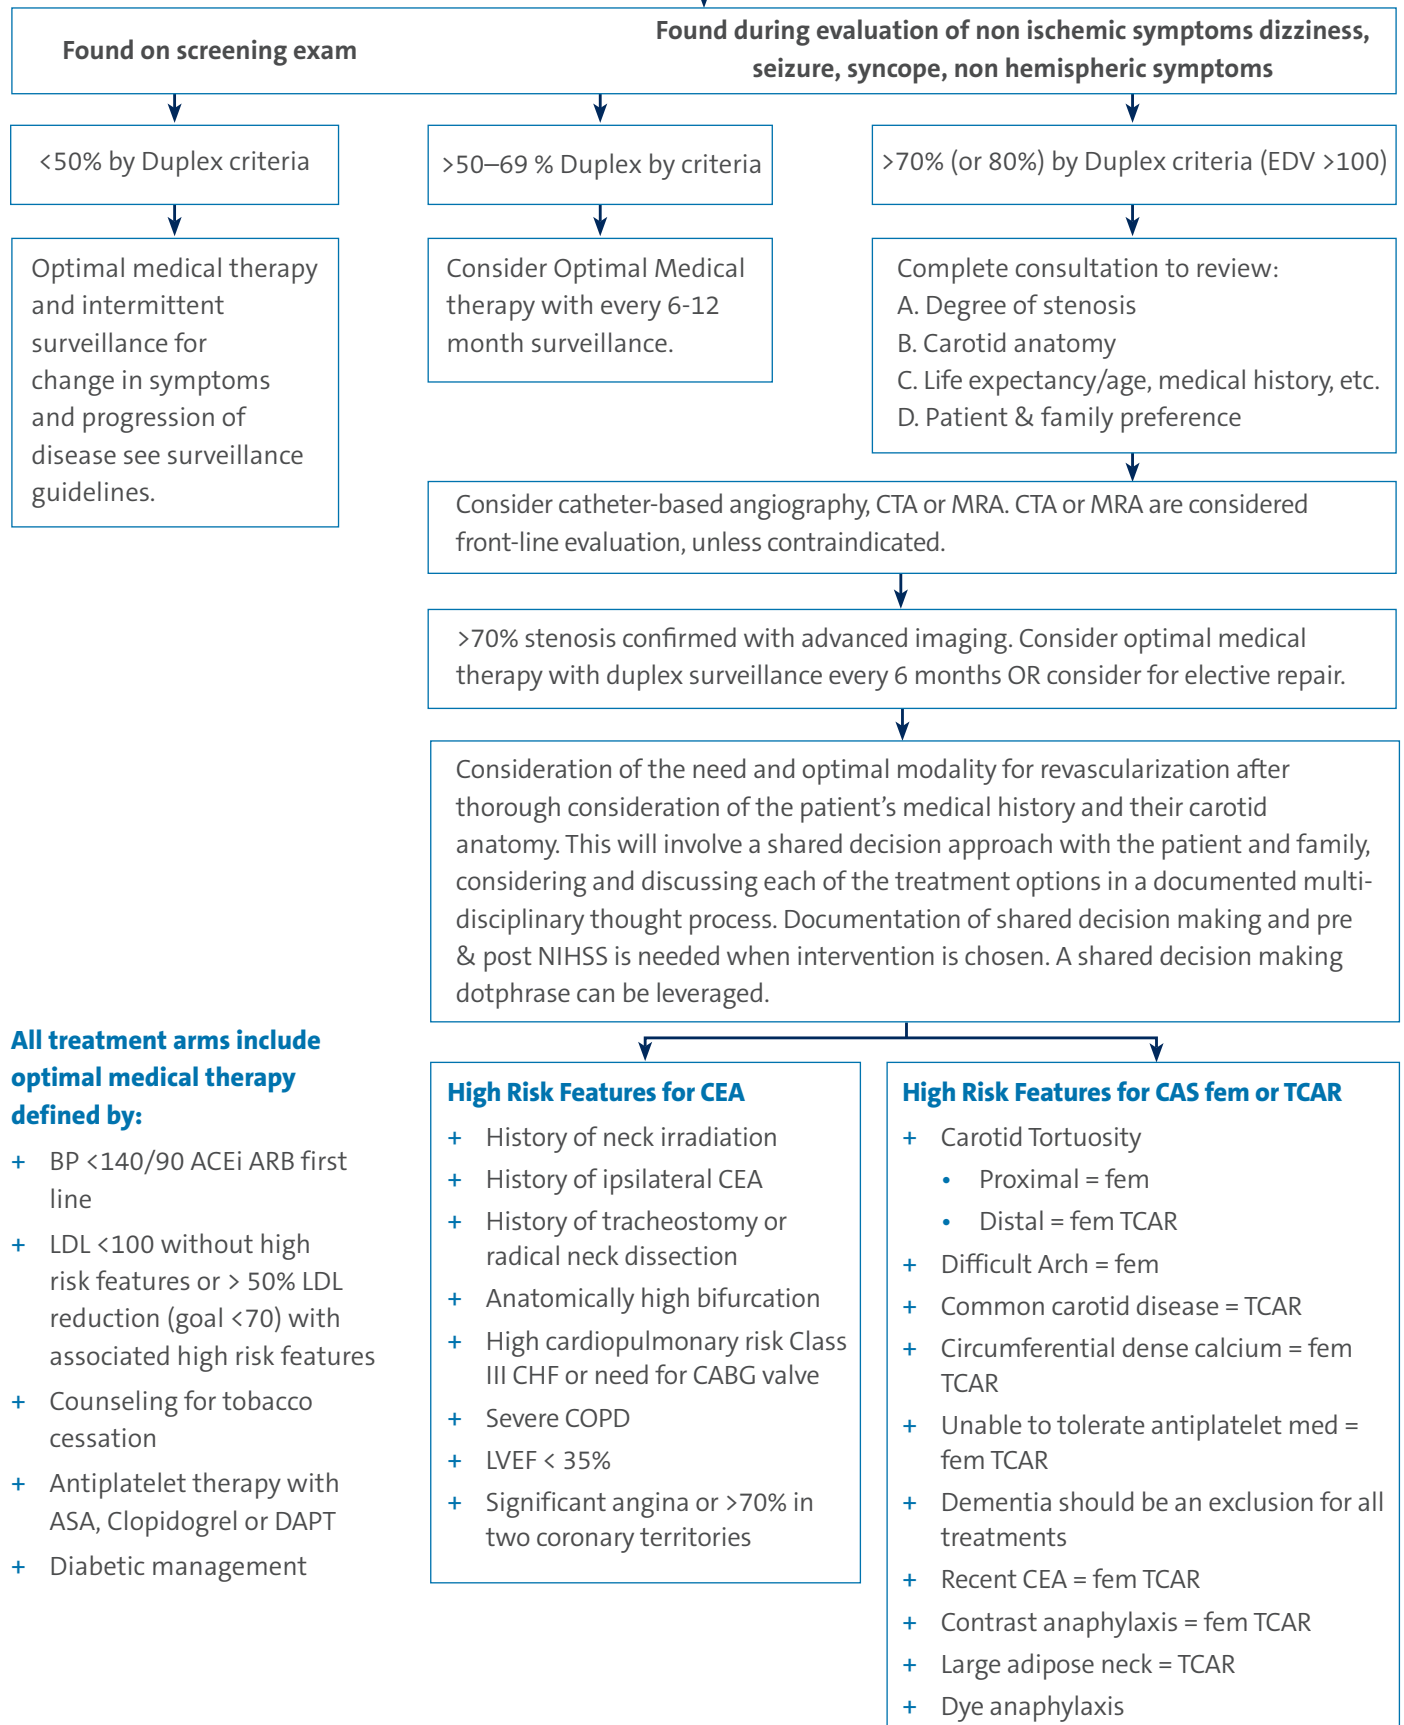 Found on screening exam
Found during evaluation of non ischemic symptoms dizziness,
seizure, syncope, non hemispheric symptoms
<50% by Duplex criteria
>50–69 % Duplex by criteria
>70% (or 80%) by Duplex criteria (EDV >100)
Optimal medical therapy
and intermittent
surveillance for
change in symptoms
and progression of
disease see surveillance
guidelines.
Consider Optimal Medical
therapy with every 6-12
month surveillance.
Complete consultation to review:
A. Degree of stenosis
B. Carotid anatomy
C. Life expectancy/age, medical history, etc.
D. Patient & family preference
Consider catheter-based angiography, CTA or MRA. CTA or MRA are considered
front-line evaluation, unless contraindicated.
>70% stenosis confirmed with advanced imaging. Consider optimal medical
therapy with duplex surveillance every 6 months OR consider for elective repair.
Consideration of the need and optimal modality for revascularization after
thorough consideration of the patient's medical history and their carotid
anatomy. This will involve a shared decision approach with the patient and family,
considering and discussing each of the treatment options in a documented multi-
disciplinary thought process. Documentation of shared decision making and pre
& post NIHSS is needed when intervention is chosen. A shared decision making
dotphrase can be leveraged.
All treatment arms include
optimal medical therapy
defined by:
+ BP <140/90 ACEi ARB first
line
+ LDL <100 without high
risk features or > 50% LDL
reduction (goal <70) with
associated high risk features
+ Counseling for tobacco
cessation
+ Antiplatelet therapy with
ASA, Clopidogrel or DAPT
+ Diabetic management
High Risk Features for CEA
+ History of neck irradiation
+ History of ipsilateral CEA
+ History of tracheostomy or
radical neck dissection
+ Anatomically high bifurcation
+ High cardiopulmonary risk Class
III CHF or need for CABG valve
+ Severe COPD
+ LVEF < 35%
+ Significant angina or >70% in
two coronary territories
High Risk Features for CAS fem or TCAR
+ Carotid Tortuosity
• Proximal = fem
• Distal = fem TCAR
+ Difficult Arch = fem
+ Common carotid disease = TCAR
+ Circumferential dense calcium = fem
TCAR
+ Unable to tolerate antiplatelet med =
fem TCAR
+ Dementia should be an exclusion for all
treatments
+ Recent CEA = fem TCAR
+ Contrast anaphylaxis = fem TCAR
+ Large adipose neck = TCAR
+ Dye anaphylaxis